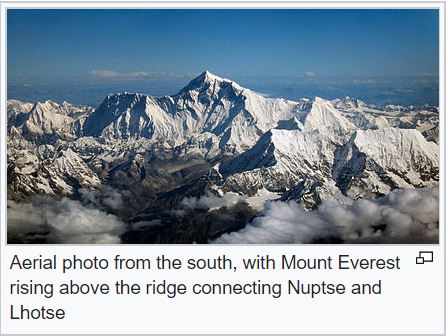 Aerial photo from the south, with Mount Everest
rising above the ridge connecting Nuptse and
Lhotse